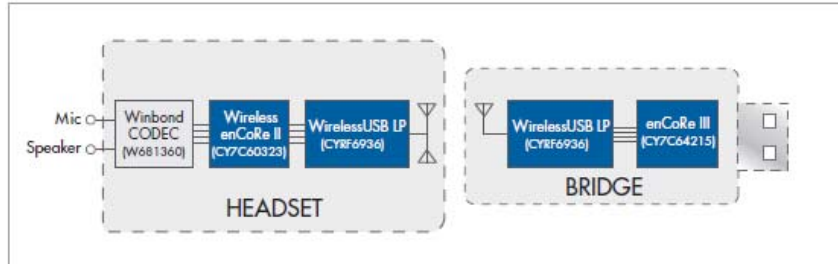 Mic
Speaker
Winbond
CODEC
(W681360)
Wireless
enCoRe II
(CY7C60323)
WirelessUSB LP
(CYRF6936)
HEADSET
WirelessUSB LP
(CYRF6936)
enCoRe III
(CY7C64215)
BRIDGE